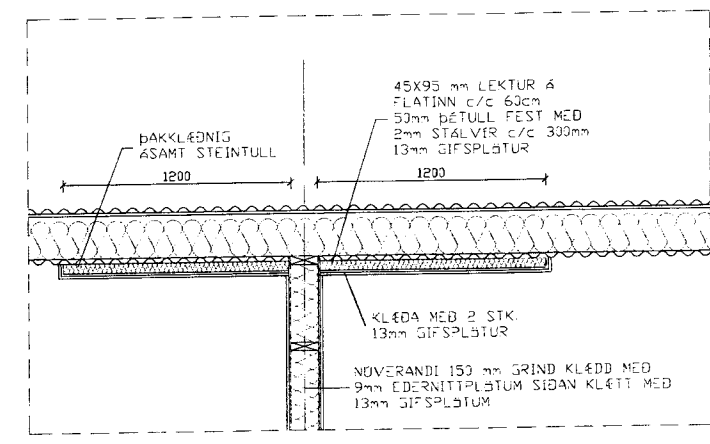 45X95 mm LEKTUR Á
FLATINN c/c 60cm
50mm ÞÉTULL FEST MEÐ
2mm STÁLVÍR c/c 300mm
13mm GIFSPLÖTUR
ÞAKKLÆÐNIG
ÁSAMT STEINTULL
1200
1200
KLÆÐA MEÐ 2 STK.
13mm GIFSPLÖTUR
NÚVERANDI 150 mm GRIND KLÆDD MEÐ
9mm EDERNITTPLÖTUM SÍÐAN KLÆTT MEÐ
13mm GIFSPLÖTUM